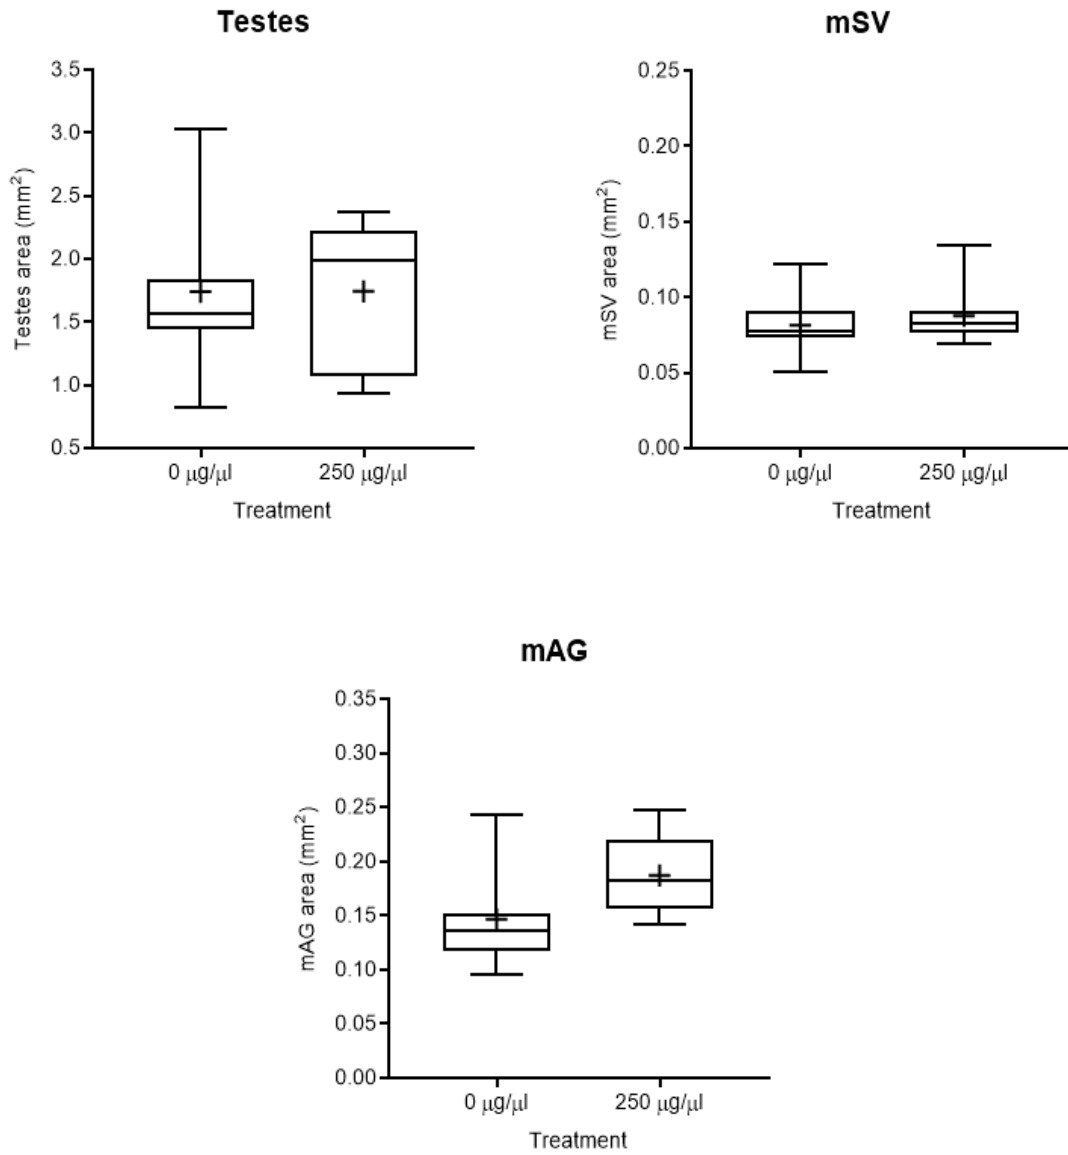 Testes
3.5
3.0
2.5
2.0
1.5
1.0
0.5
Testes area (mm²)
0 µg/µl 250 µg/µl
Treatment
mSV
0.25
0.20
0.15
0.10
0.05
0.00
mSV area (mm²)
0 µg/µl 250 µg/µl
Treatment
mAG
0.35
0.30
0.25
0.20
0.15
0.10
0.05
0.00
mAG area (mm²)
0 µg/µl 250 µg/µl
Treatment